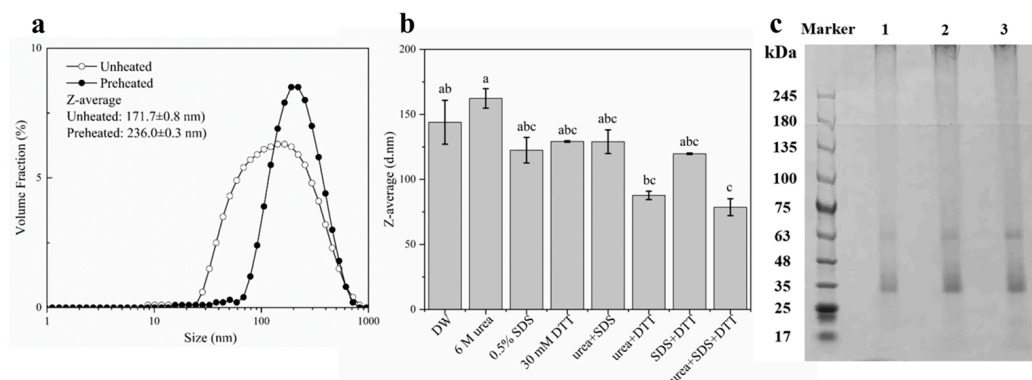 a
10
5
0
Volume Fraction (%)
Unheated
Preheated
Z-average
Unheated: 171.7±0.8 nm)
Preheated: 236.0±0.3 nm)
1 10 100 1000
Size (nm)
b
200
150
100
50
0
Z-average (d.nm)
ab a abc abc abc bc abc c
DW
6 M urea
0.5% SDS
30 mM DTT
urea+SDS
urea+DTT
SDS+DTT
urea+SDS+DTT
c
Marker 1 2 3
kDa
245
180
135
100
75
63
48
35
25
17